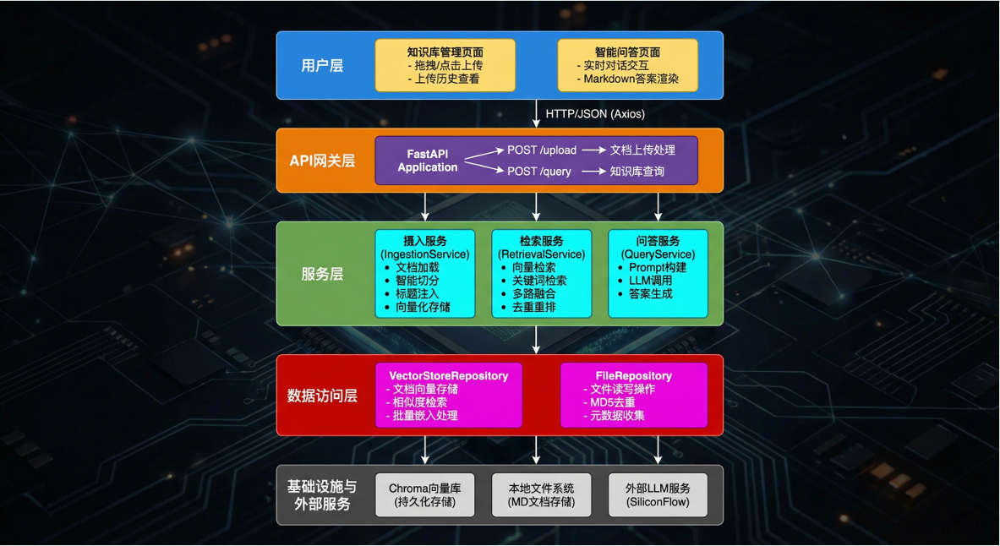 用户层
知识库管理页面
- 拖拽/点击上传
- 上传历史查看
智能问答页面
- 实时对话交互
- Markdown答案渲染
HTTP/JSON (Axios)
API网关层
FastAPI
Application
POST /upload
文档上传处理
POST /query
知识库查询
服务层
摄入服务
(IngestionService)
• 文档加载
• 智能切分
• 标题注入
• 向量化存储
检索服务
(RetrievalService)
• 向量检索
• 关键词检索
• 多路融合
• 去重重排
问答服务
(QueryService)
• Prompt构建
• LLM调用
• 答案生成
数据访问层
VectorStoreRepository
- 文档向量存储
- 相似度检索
- 批量嵌入处理
FileRepository
- 文件读写操作
- MD5去重
- 元数据收集
基础设施与
外部服务
Chroma向量库
(持久化存储)
本地文件系统
(MD文档存储)
外部LLM服务
(SiliconFlow)